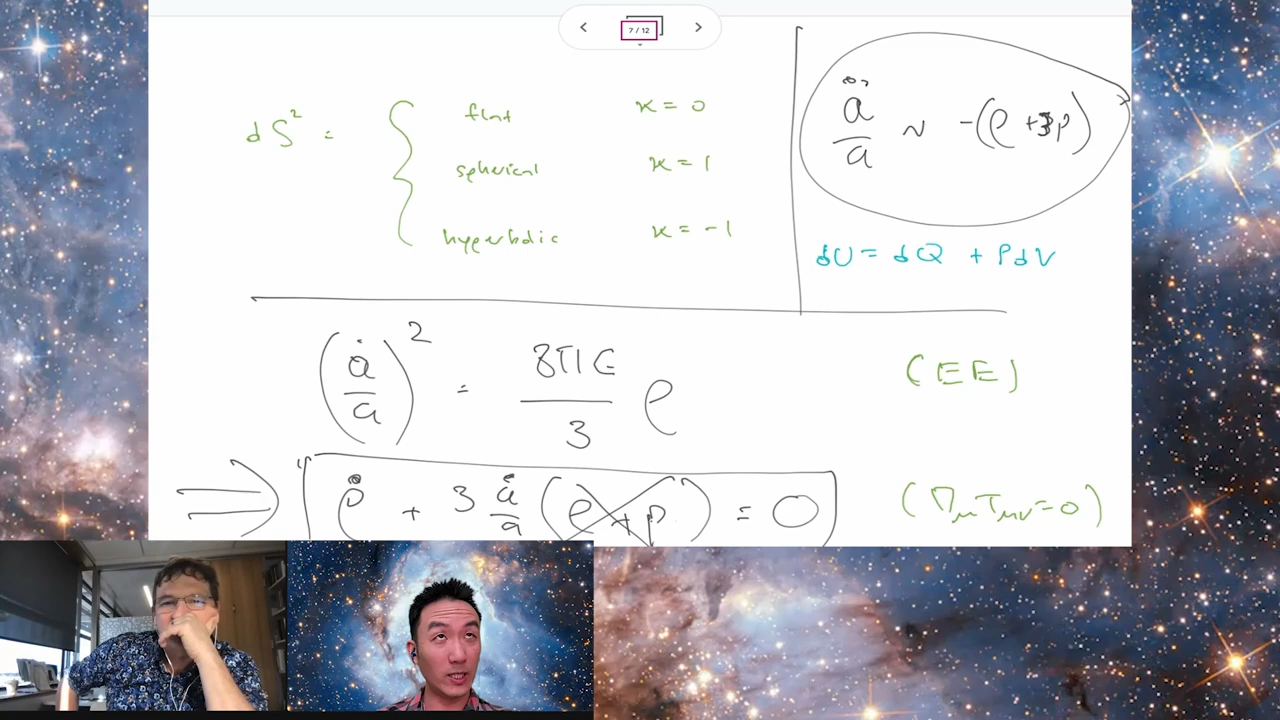 7 / 12
dS² = { flat κ = 0
spherical κ = 1
hyperbolic κ = -1
ä/a ~ -(ρ + 3p)
dU = dQ + PdV
(ȧ/a)² = 8πG/3 ρ (EE)
⟹ ρ̇ + 3 ȧ/a (ρ + p) = 0 (∇μTμν=0)